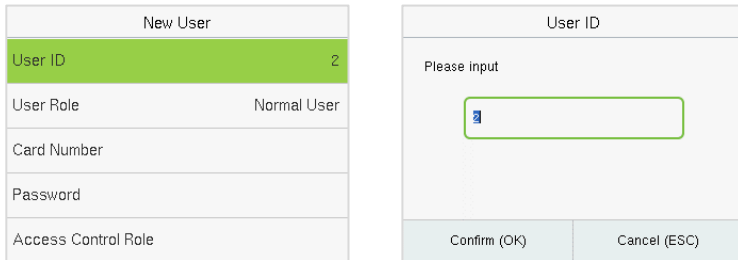 New User
User ID 2
User Role Normal User
Card Number
Password
Access Control Role
User ID
Please input
2
Confirm (OK) Cancel (ESC)